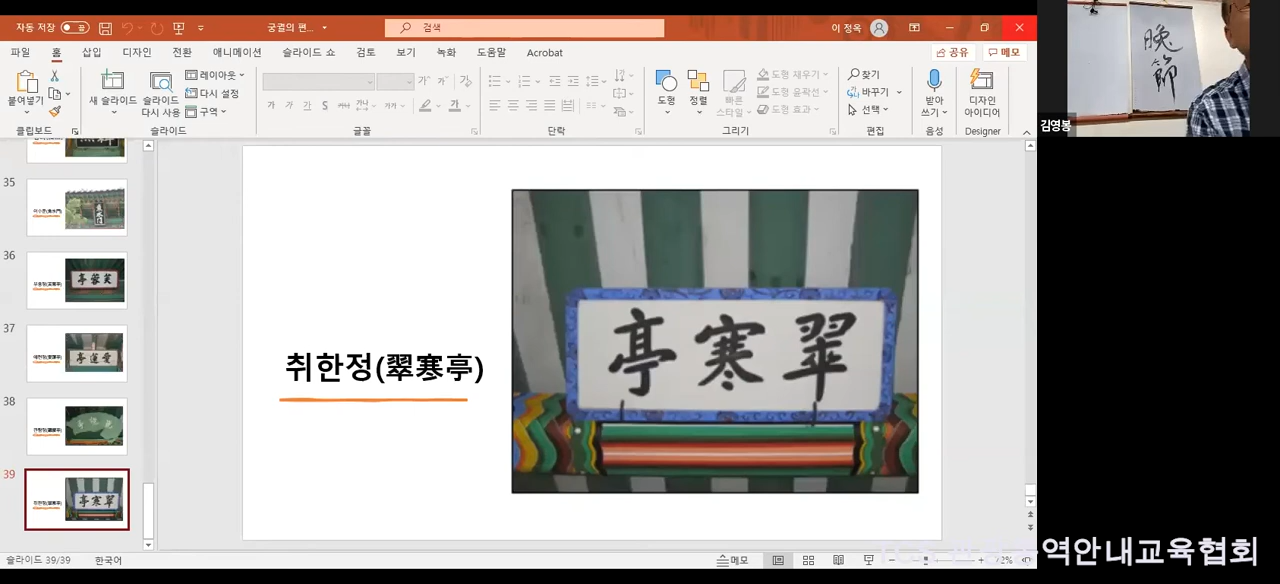 자동 저장
궁궐의 편...
검색
이 정옥
파일 홈 삽입 디자인 전환 애니메이션 슬라이드 쇼 검토 보기 녹화 도움말 Acrobat
공유 메모
붙여넣기
클립보드
새 슬라이드
슬라이드 다시 사용
레이아웃
다시 설정
구역
슬라이드
글꼴
단락
도형
정렬
빠른 스타일
도형 채우기
도형 윤곽선
도형 효과
그리기
찾기
바꾸기
선택
편집
받아쓰기
음성
디자인 아이디어
Designer
35
36
37
38
39
취한정(翠寒亭)
亭寒翠
晚節
김영봉
슬라이드 39/39 한국어
메모
역안내교육협회